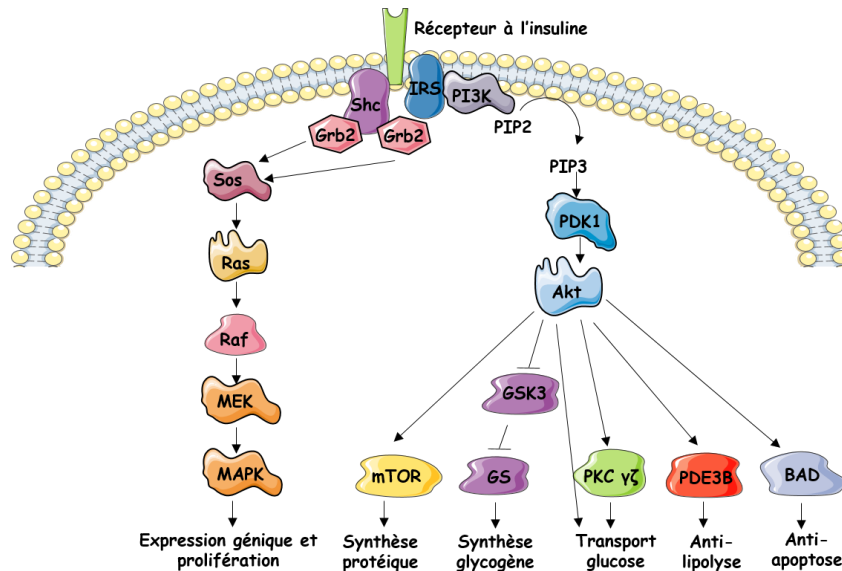 Récepteur à l'insuline
Shc
IRS
PI3K
Grb2
Grb2
PIP2
Sos
PIP3
PDK1
Ras
Akt
Raf
MEK
GSK3
MAPK
mTOR
GS
PKC γζ
PDE3B
BAD
Expression génique et
prolifération
Synthèse
protéique
Synthèse
glycogène
Transport
glucose
Anti-
lipolyse
Anti-
apoptose